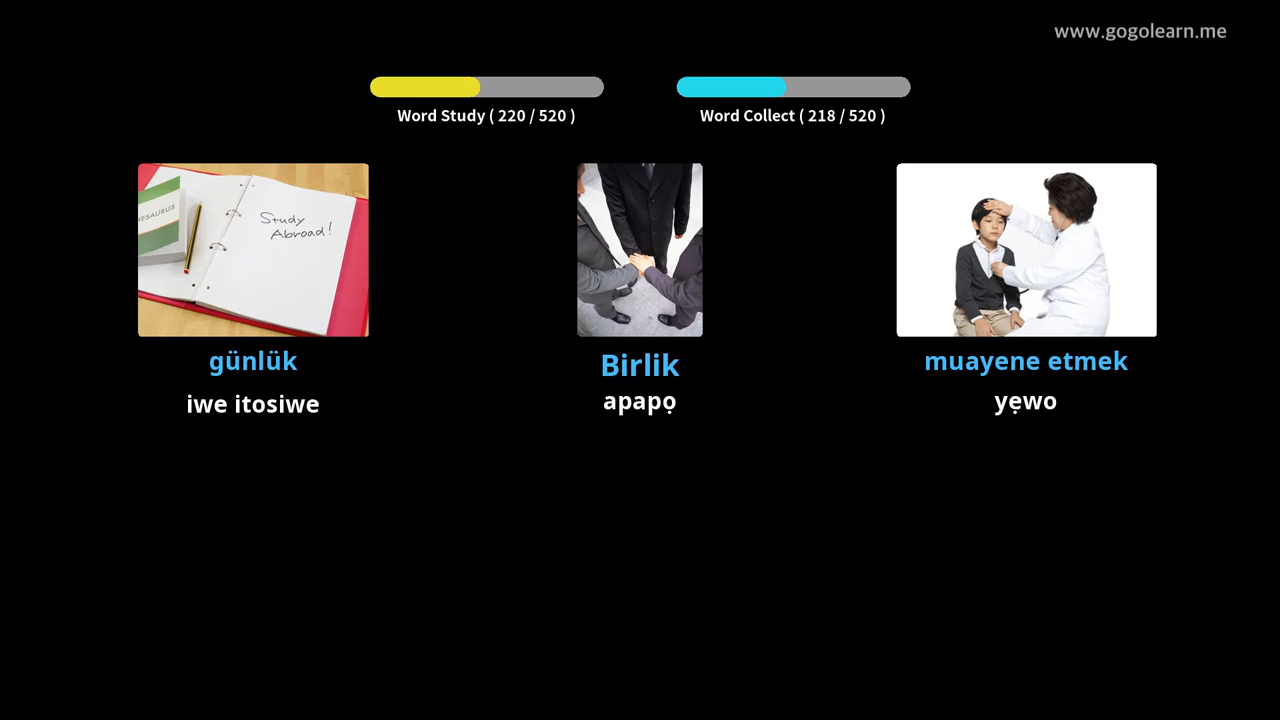 www.gogolearn.me
Word Study ( 220 / 520 )
Word Collect ( 218 / 520 )
HESAURUS
Study
Abroad!
günlük
Birlik
muayene etmek
iwe itosiwe
apapọ
yẹwo